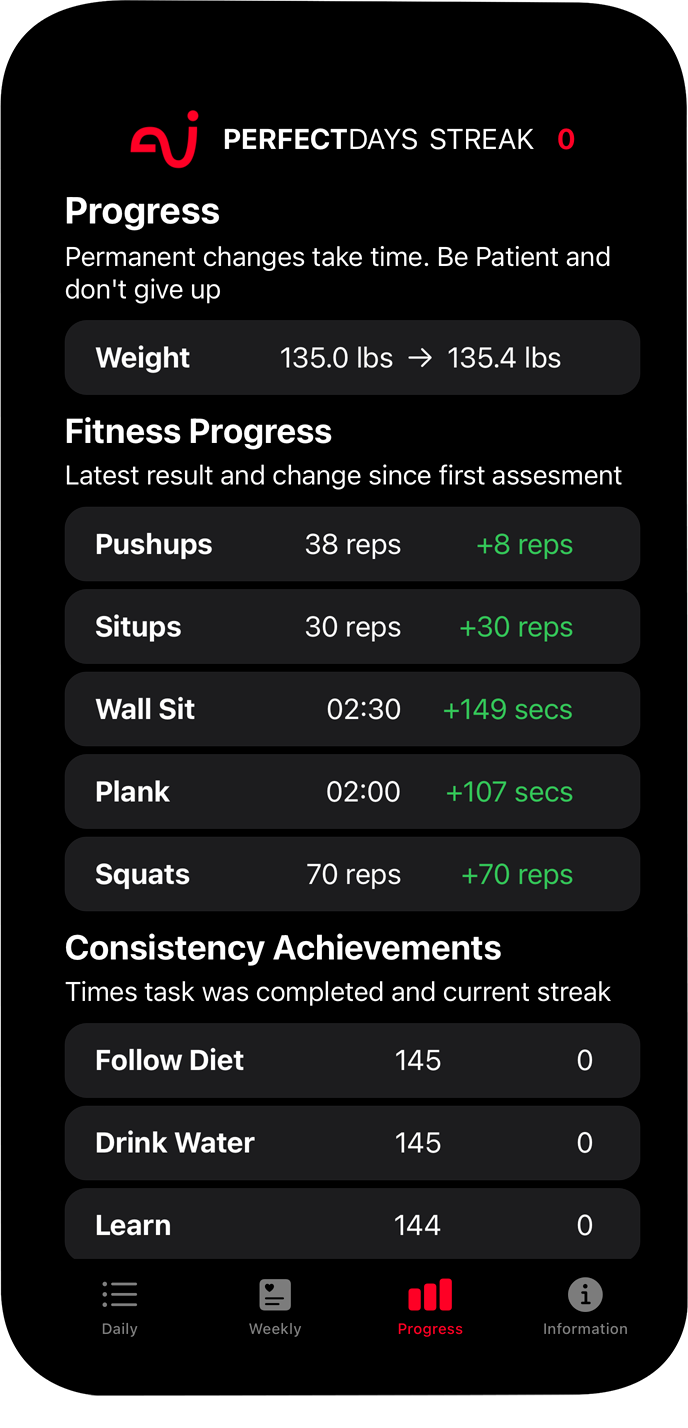 PERFECTDAYS STREAK 0
Progress
Permanent changes take time. Be Patient and
don't give up
Weight 135.0 lbs → 135.4 lbs
Fitness Progress
Latest result and change since first assesment
Pushups 38 reps +8 reps
Situps 30 reps +30 reps
Wall Sit 02:30 +149 secs
Plank 02:00 +107 secs
Squats 70 reps +70 reps
Consistency Achievements
Times task was completed and current streak
Follow Diet 145 0
Drink Water 145 0
Learn 144 0
Daily Weekly Progress Information